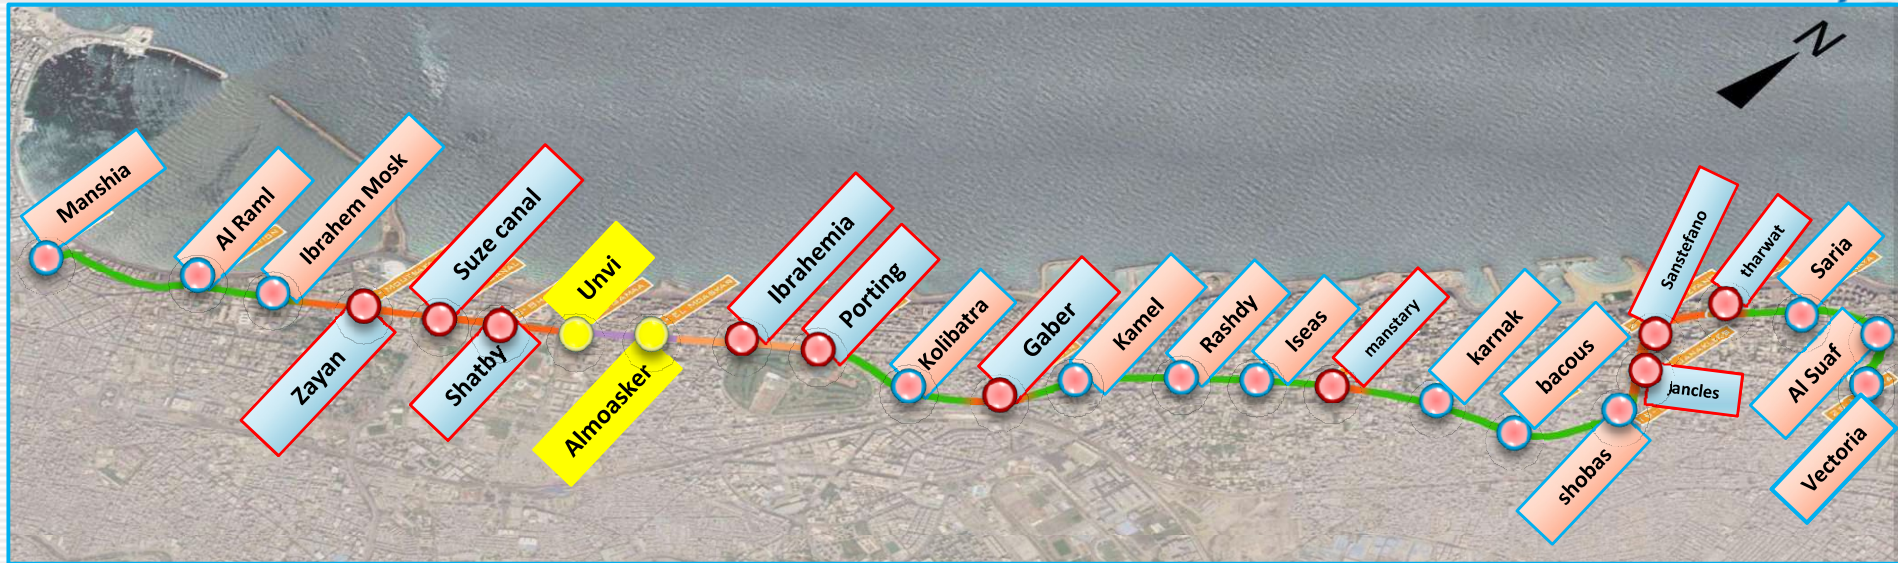 N
Manshia
Al Raml
Ibrahem Mosk
Zayan
Suze canal
Shatby
Unvi
Almoasker
Ibrahemia
Porting
Kolibatra
Gaber
Kamel
Rashdy
Iseas
manstary
karnak
bacous
shobas
jancles
Sanstefano
tharwat
Saria
Al Suaf
Vectoria